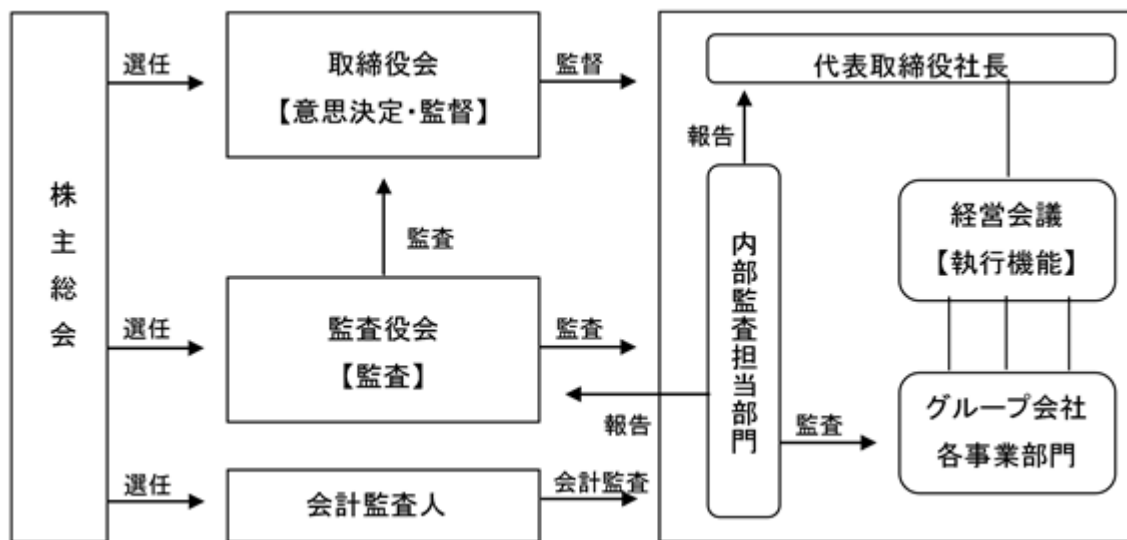 株主総会
選任
取締役会
【意思決定・監督】
監督
代表取締役社長
報告
監査
内部監査担当部門
経営会議
【執行機能】
選任
監査役会
【監査】
監査
報告
監査
グループ会社
各事業部門
選任
会計監査人
会計監査